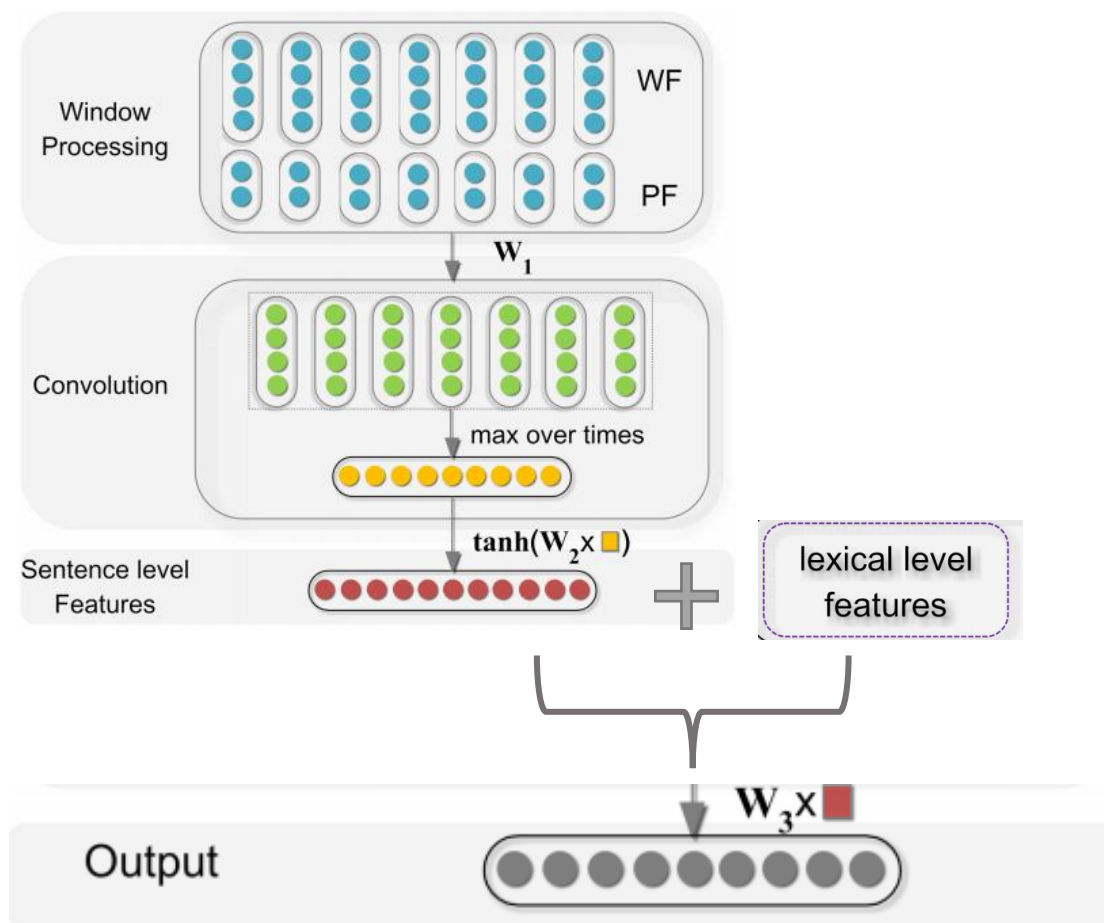 Window
Processing
WF
PF
W1
Convolution
max over times
tanh(W2x )
Sentence level
Features
lexical level
features
W3x
Output